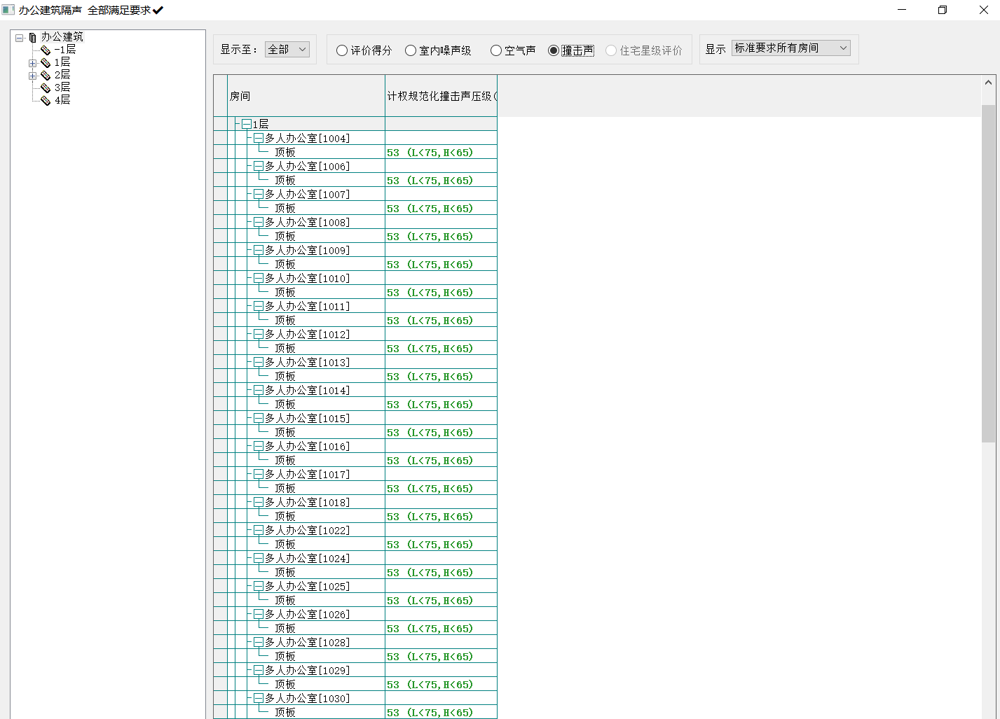 办公建筑隔声 全部满足要求✔
办公建筑
-1层
1层
2层
3层
4层
显示至: 全部
评价得分 室内噪声级 空气声 撞击声 住宅星级评价
显示 标准要求所有房间
房间 计权规范化撞击声压级(
1层
多人办公室[1004]
顶板 53 (L<75,H<65)
多人办公室[1006]
顶板 53 (L<75,H<65)
多人办公室[1007]
顶板 53 (L<75,H<65)
多人办公室[1008]
顶板 53 (L<75,H<65)
多人办公室[1009]
顶板 53 (L<75,H<65)
多人办公室[1010]
顶板 53 (L<75,H<65)
多人办公室[1011]
顶板 53 (L<75,H<65)
多人办公室[1012]
顶板 53 (L<75,H<65)
多人办公室[1013]
顶板 53 (L<75,H<65)
多人办公室[1014]
顶板 53 (L<75,H<65)
多人办公室[1015]
顶板 53 (L<75,H<65)
多人办公室[1016]
顶板 53 (L<75,H<65)
多人办公室[1017]
顶板 53 (L<75,H<65)
多人办公室[1018]
顶板 53 (L<75,H<65)
多人办公室[1022]
顶板 53 (L<75,H<65)
多人办公室[1024]
顶板 53 (L<75,H<65)
多人办公室[1025]
顶板 53 (L<75,H<65)
多人办公室[1026]
顶板 53 (L<75,H<65)
多人办公室[1028]
顶板 53 (L<75,H<65)
多人办公室[1029]
顶板 53 (L<75,H<65)
多人办公室[1030]
顶板 53 (L<75,H<65)